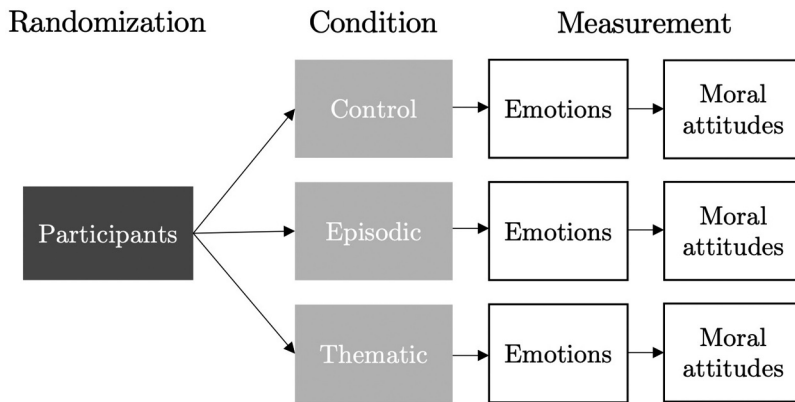 Randomization
Condition
Measurement
Control
Emotions
Moral
attitudes
Participants
Episodic
Emotions
Moral
attitudes
Thematic
Emotions
Moral
attitudes